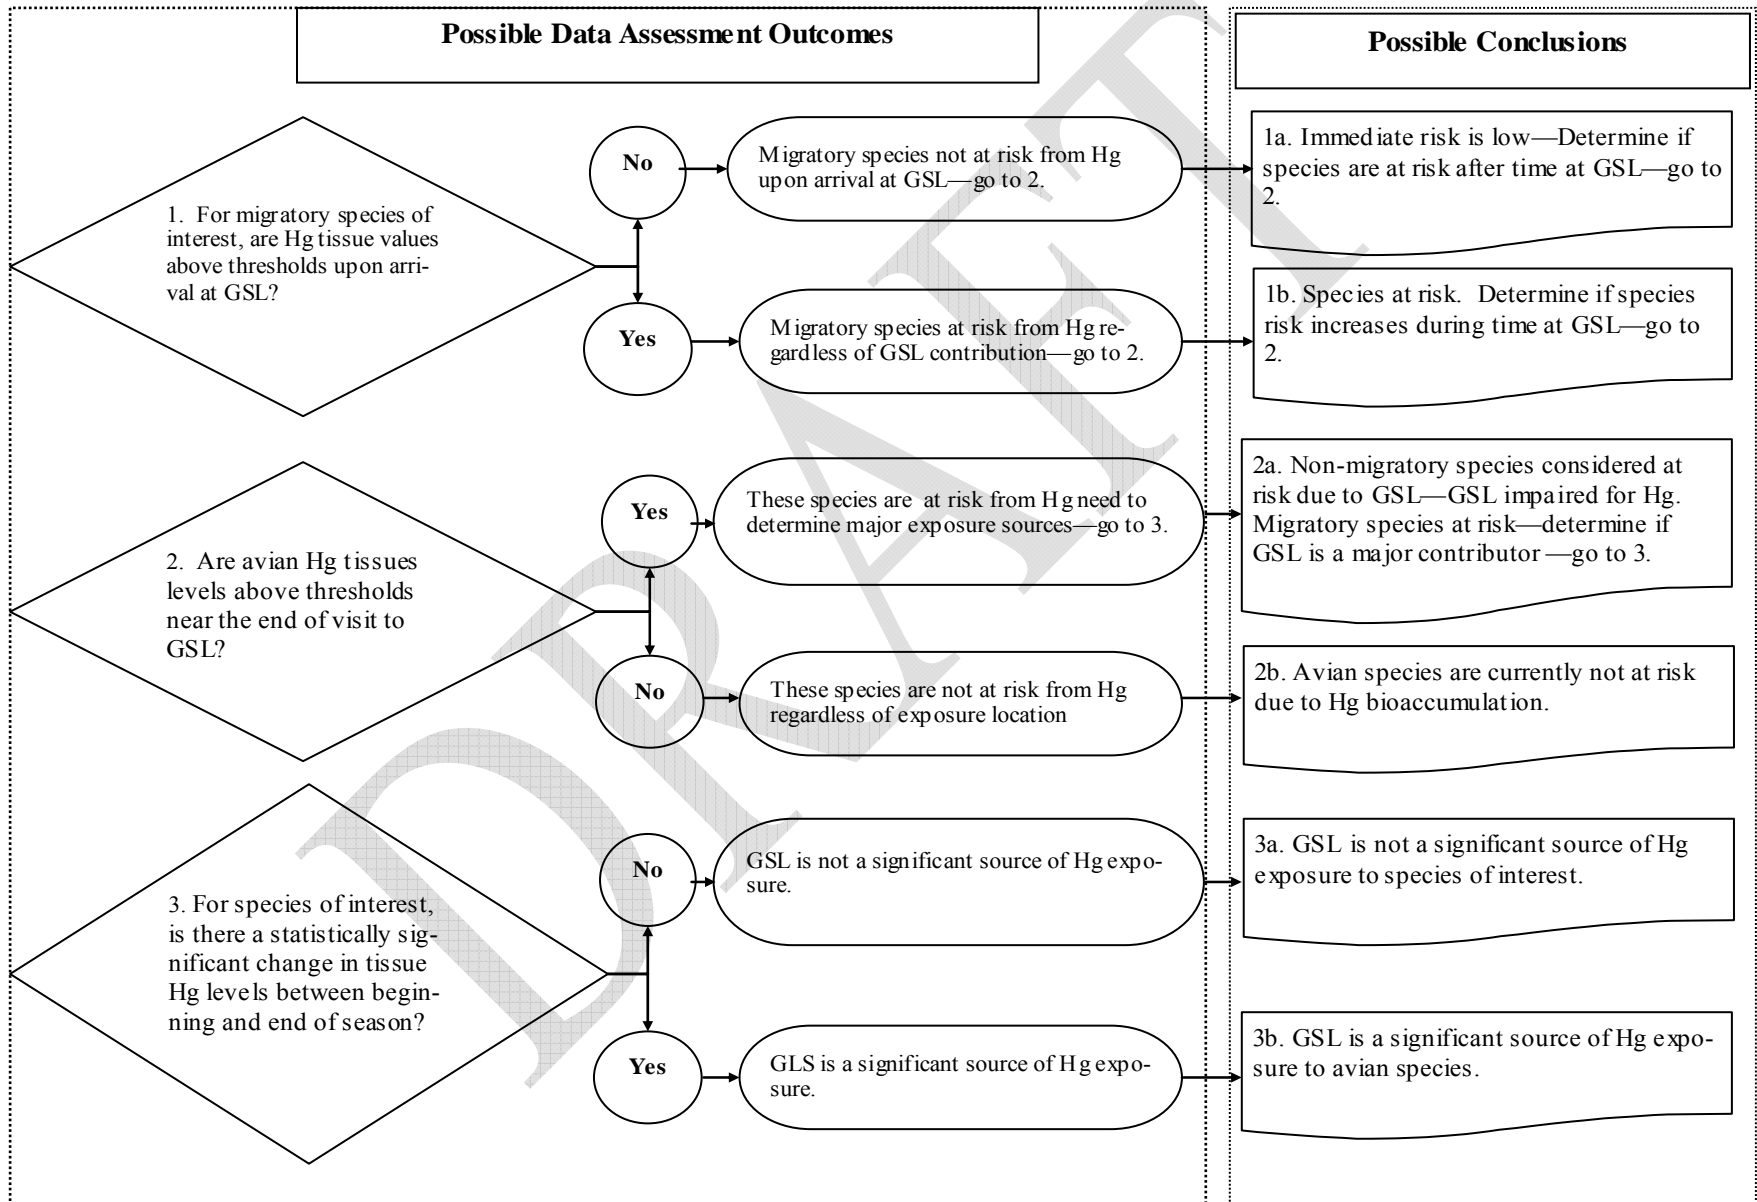 Possible Data Assessment Outcomes
Possible Conclusions
1. For migratory species of
interest, are Hg tissue values
above thresholds upon arri-
val at GSL?
No
Migratory species not at risk from Hg
upon arrival at GSL—go to 2.
1a. Immediate risk is low—Determine if
species are at risk after time at GSL—go to
2.
Yes
Migratory species at risk from Hg re-
gardless of GSL contribution—go to 2.
1b. Species at risk. Determine if species
risk increases during time at GSL—go to
2.
2. Are avian Hg tissues
levels above thresholds
near the end of visit to
GSL?
Yes
These species are at risk from Hg need to
determine major exposure sources—go to 3.
2a. Non-migratory species considered at
risk due to GSL—GSL impaired for Hg.
Migratory species at risk—determine if
GSL is a major contributor —go to 3.
No
These species are not at risk from Hg
regardless of exposure location
2b. Avian species are currently not at risk
due to Hg bioaccumulation.
3. For species of interest,
is there a statistically sig-
nificant change in tissue
Hg levels between begin-
ning and end of season?
No
GSL is not a significant source of Hg expo-
sure.
3a. GSL is not a significant source of Hg
exposure to species of interest.
Yes
GLS is a significant source of Hg expo-
sure.
3b. GSL is a significant source of Hg expo-
sure to avian species.
DRAFT